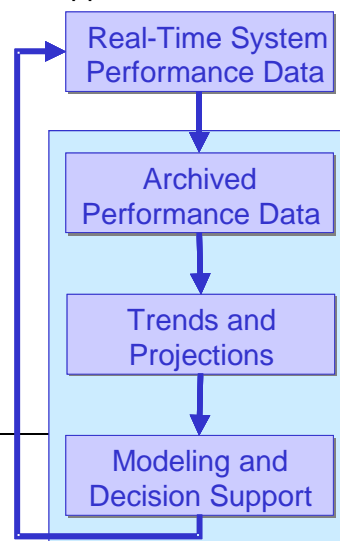 Real-Time System
Performance Data
Archived
Performance Data
Trends and
Projections
Modeling and
Decision Support